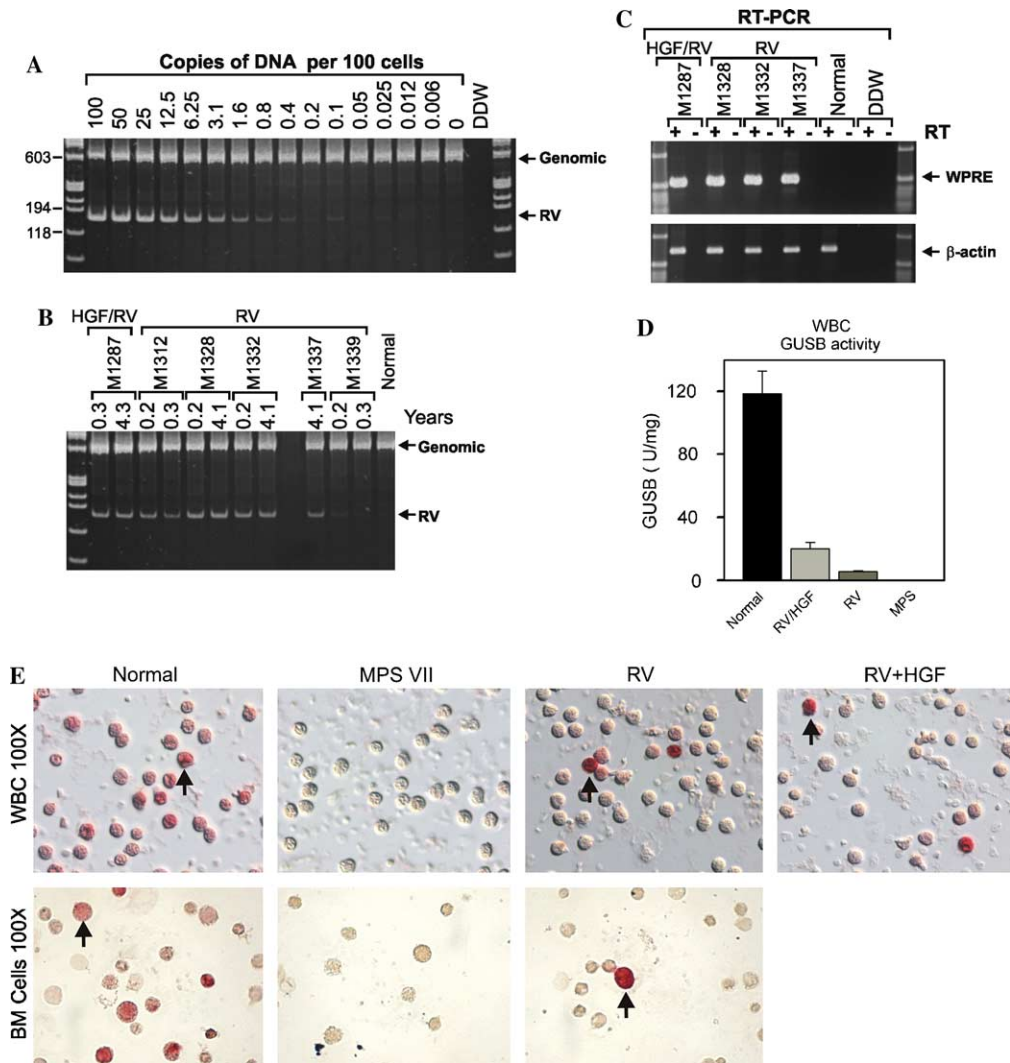 A
Copies of DNA per 100 cells
100 50 25 12.5 6.25 3.1 1.6 0.8 0.4 0.2 0.1 0.05 0.025 0.012 0.006 0 DDW
603
Genomic
194
RV
118
B
HGF/RV RV
M1287 M1312 M1328 M1332 M1337 M1339 Normal
0.3 4.3 0.2 0.3 0.2 4.1 0.2 4.1 4.1 0.2 0.3 Years
Genomic
RV
C
RT-PCR
HGF/RV RV
M1287 M1328 M1332 M1337 Normal DDW
+ - + - + - + - + - + - RT
WPRE
β-actin
D
WBC
GUSB activity
GUSB ( U/mg)
120
80
40
0
Normal RV/HGF RV MPS
E
Normal MPS VII RV RV+HGF
WBC 100X
BM Cells 100X